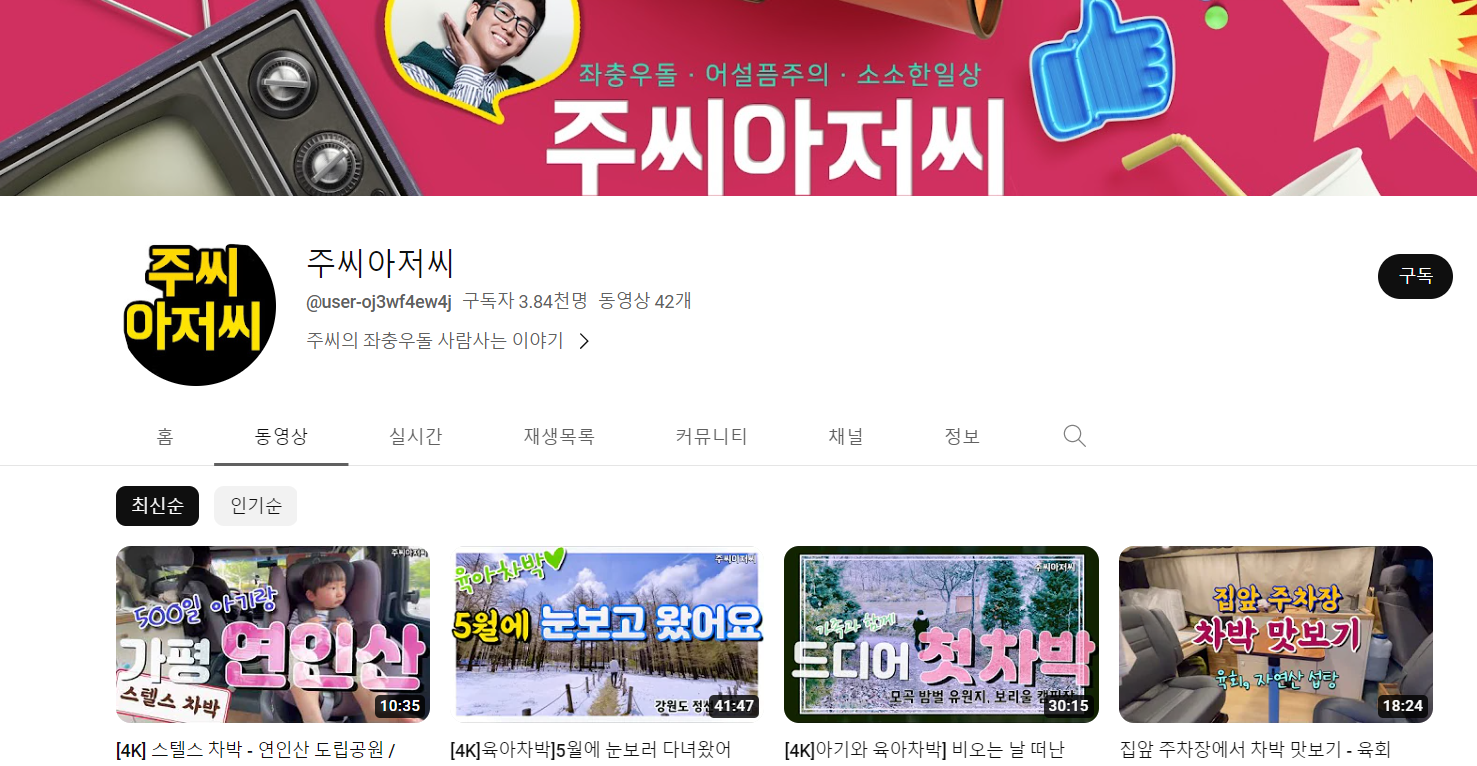 좌충우돌 · 어설픔주의 · 소소한일상
주씨아저씨
주씨
아저씨
주씨아저씨
@user-oj3wf4ew4j 구독자 3.84천명 동영상 42개
주씨의 좌충우돌 사람사는 이야기
구독
홈 동영상 실시간 재생목록 커뮤니티 채널 정보
최신순 인기순
주씨아저씨
500일 아기랑
가평 연인산
스텔스 차박
10:35
주씨아저씨
육아차박
5월에 눈보고 왔어요
강원도 정선
41:47
주씨아저씨
가족과 함께
드디어 첫차박
모곡 밤벌 유원지, 보리울 캠핑장
30:15
집앞 주차장
차박 맛보기
육회, 자연산 섭탕
18:24
[4K] 스텔스 차박 - 연인산 도립공원 /
[4K]육아차박]5월에 눈보러 다녀왔어
[4K]아기와 육아차박] 비오는 날 떠난
집앞 주차장에서 차박 맛보기 - 육회